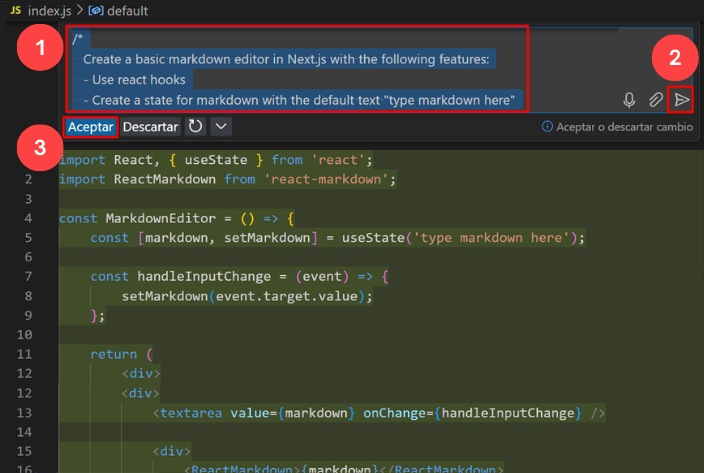 JS index.js > default
1
/*
Create a basic markdown editor in Next.js with the following features:
- Use react hooks
- Create a state for markdown with the default text "type markdown here"
2
Aceptar Descartar
Aceptar o descartar cambio
3
import React, { useState } from 'react';
2 import ReactMarkdown from 'react-markdown';
3
4 const MarkdownEditor = () => {
5 const [markdown, setMarkdown] = useState('type markdown here');
6
7 const handleInputChange = (event) => {
8 setMarkdown(event.target.value);
9 };
10
11 return (
12 <div>
12 <div>
13 <textarea value={markdown} onChange={handleInputChange} />
14
15 <div>
16 <ReactMarkdown>{markdown}</ReactMarkdown>